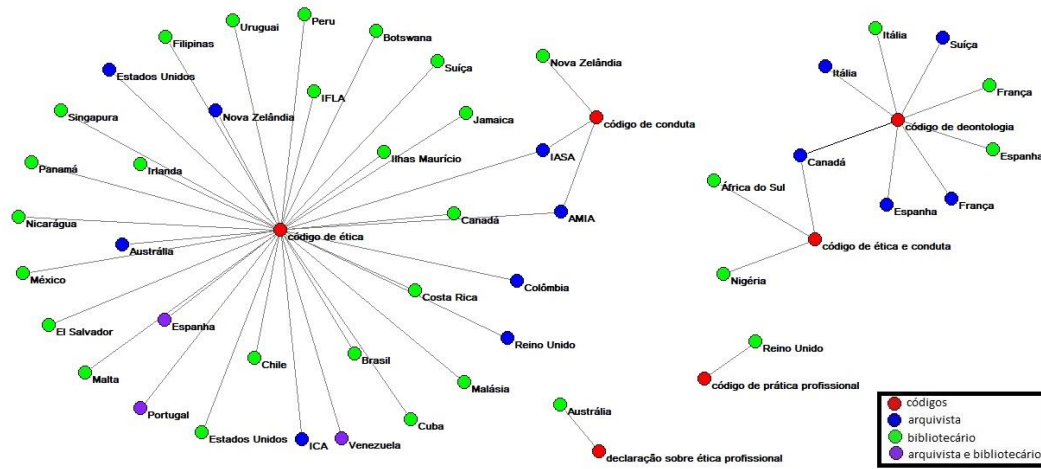 Peru
Uruguai
Botswana
Filipinas
Suíça
Estados Unidos
IFLA
Nova Zelândia
Singapura
Jamaica
Ilhas Maurício
Panamá
Irlanda
Nicarágua
Canadá
código de ética
Austrália
México
Costa Rica
Colômbia
El Salvador
Espanha
Reino Unido
Chile
Brasil
Malta
Malásia
Portugal
Cuba
Estados Unidos
ICA
Venezuela
Nova Zelândia
código de conduta
IASA
AMIA
Itália
Suíça
Itália
França
código de deontologia
Canadá
Espanha
África do Sul
Espanha
França
código de ética e conduta
Nigéria
Reino Unido
código de prática profissional
Austrália
declaração sobre ética profissional
códigos
arquivista
bibliotecário
arquivista e bibliotecário